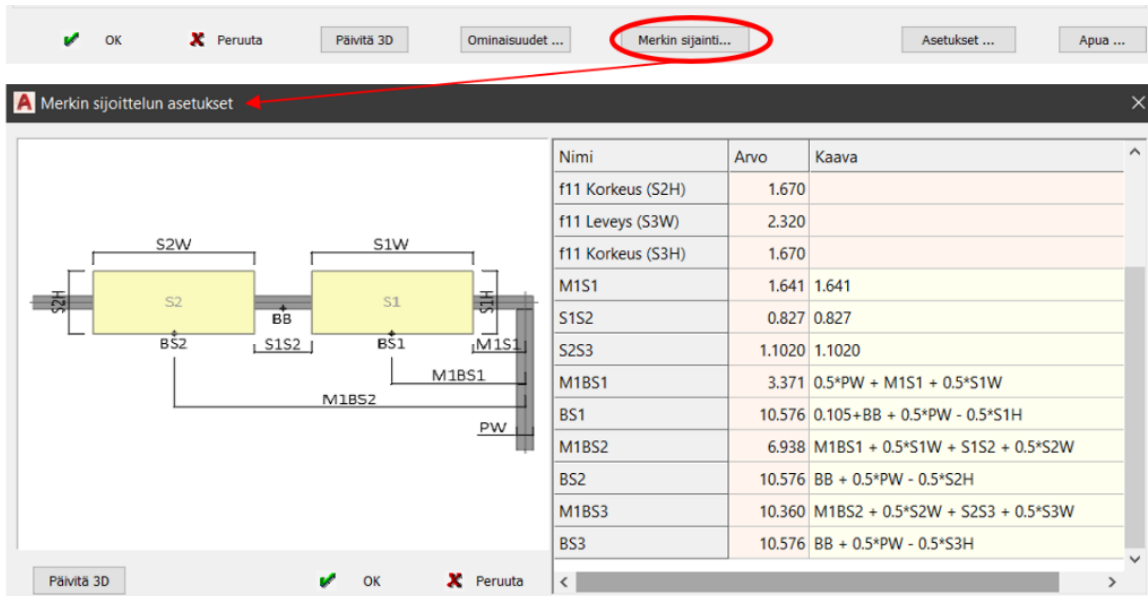 OK Peruuta Päivitä 3D Ominaisuudet ... Merkin sijainti... Asetukset ... Apua ...
A Merkin sijoittelun asetukset
Nimi Arvo Kaava
f11 Korkeus (S2H) 1.670
f11 Leveys (S3W) 2.320
f11 Korkeus (S3H) 1.670
M1S1 1.641 1.641
S1S2 0.827 0.827
S2S3 1.1020 1.1020
M1BS1 3.371 0.5*PW + M1S1 + 0.5*S1W
BS1 10.576 0.105+BB + 0.5*PW - 0.5*S1H
M1BS2 6.938 M1BS1 + 0.5*S1W + S1S2 + 0.5*S2W
BS2 10.576 BB + 0.5*PW - 0.5*S2H
M1BS3 10.360 M1BS2 + 0.5*S2W + S2S3 + 0.5*S3W
BS3 10.576 BB + 0.5*PW - 0.5*S3H
S2W S1W
S2H S2 S1 S1H
BB
BS2 S1S2 BS1 M1S1
M1BS1
M1BS2
PW
Päivitä 3D OK Peruuta